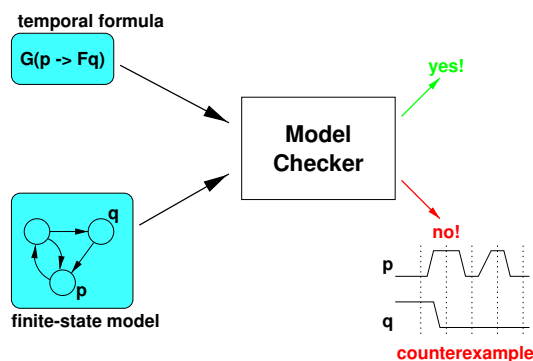 temporal formula
G(p -> Fq)
yes!
Model
Checker
q
p
finite-state model
no!
p
q
counterexample